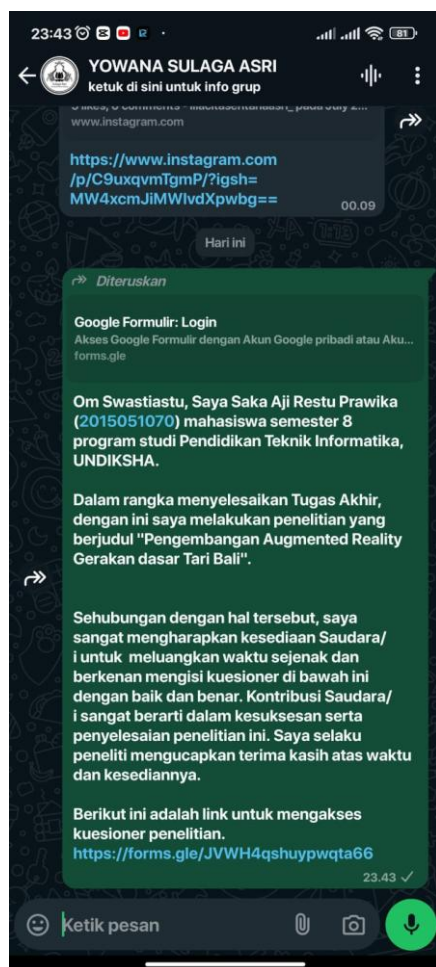 23:43
81
YOWANA SULAGA ASRI
ketuk di sini untuk info grup
www.instagram.com
https://www.instagram.com
/p/C9uxqvmTgmP/?igsh=
MW4xcmJiMWlvdXpwbg==
00.09
Hari ini
Diteruskan
Google Formulir: Login
Akses Google Formulir dengan Akun Google pribadi atau Aku...
forms.gle
Om Swastiastu, Saya Saka Aji Restu Prawika
(2015051070) mahasiswa semester 8
program studi Pendidikan Teknik Informatika,
UNDIKSHA.
Dalam rangka menyelesaikan Tugas Akhir,
dengan ini saya melakukan penelitian yang
berjudul "Pengembangan Augmented Reality
Gerakan dasar Tari Bali".
Sehubungan dengan hal tersebut, saya
sangat mengharapkan kesediaan Saudara/
i untuk  meluangkan waktu sejenak dan
berkenan mengisi kuesioner di bawah ini
dengan baik dan benar. Kontribusi Saudara/
i sangat berarti dalam kesuksesan serta
penyelesaian penelitian ini. Saya selaku
peneliti mengucapkan terima kasih atas waktu
dan kesediannya.
Berikut ini adalah link untuk mengakses
kuesioner penelitian.
https://forms.gle/JVWH4qshuypwqta66
23.43
Ketik pesan